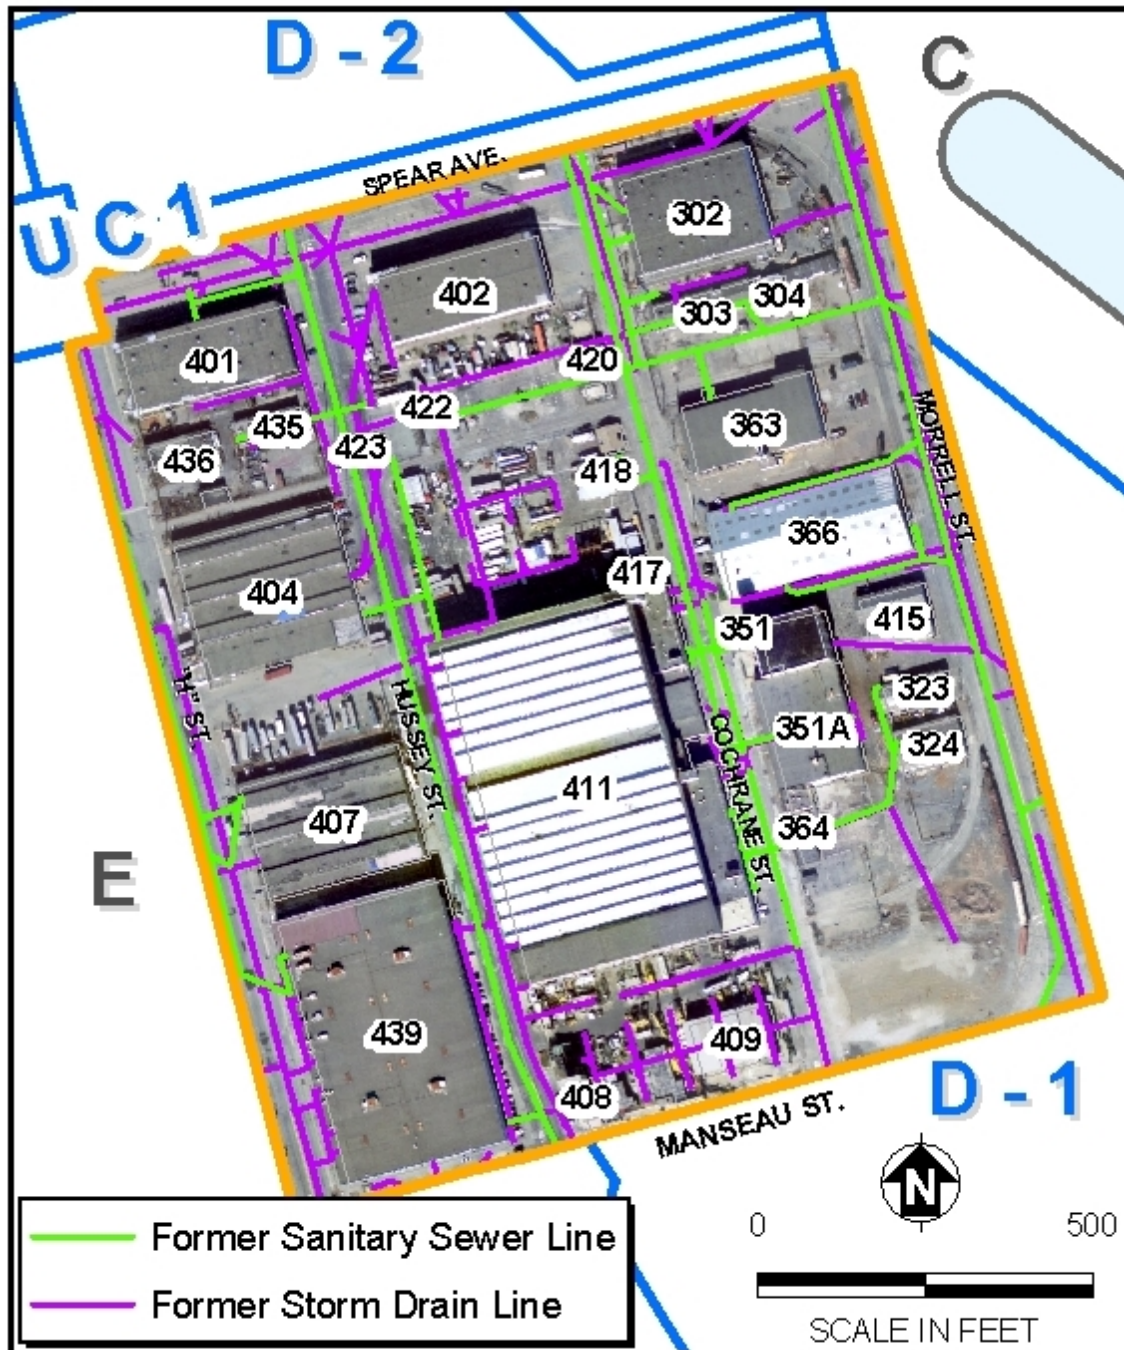 D - 2
C
SPEAR AVE.
UC1
302
402
304
303
401
420
422
435
423
363
436
418
MORRELL ST.
366
404
417
415
351
323
"H" ST.
HUSSEY ST.
COCHRANE ST.
351A
324
411
407
364
E
439
409
408
D - 1
MANSEAU ST.
N
Former Sanitary Sewer Line
Former Storm Drain Line
0 500
SCALE IN FEET